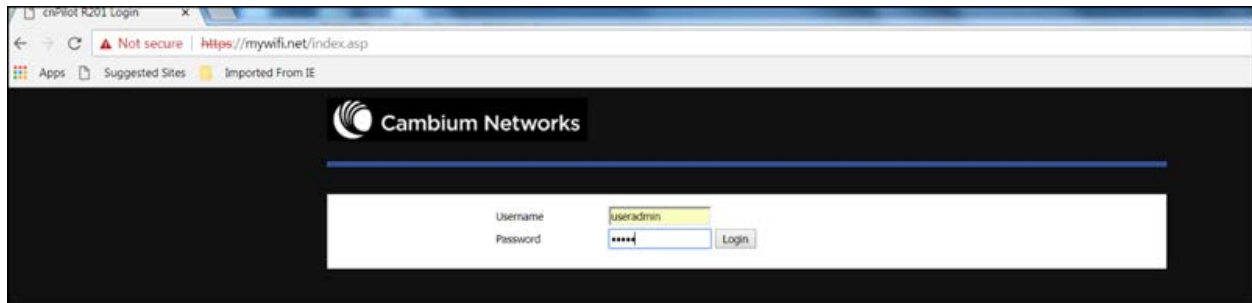 cnPilot R201 Login
Not secure https://mywifi.net/index.asp
Apps Suggested Sites Imported From IE
Cambium Networks
Username useradmin
Password ••••• Login